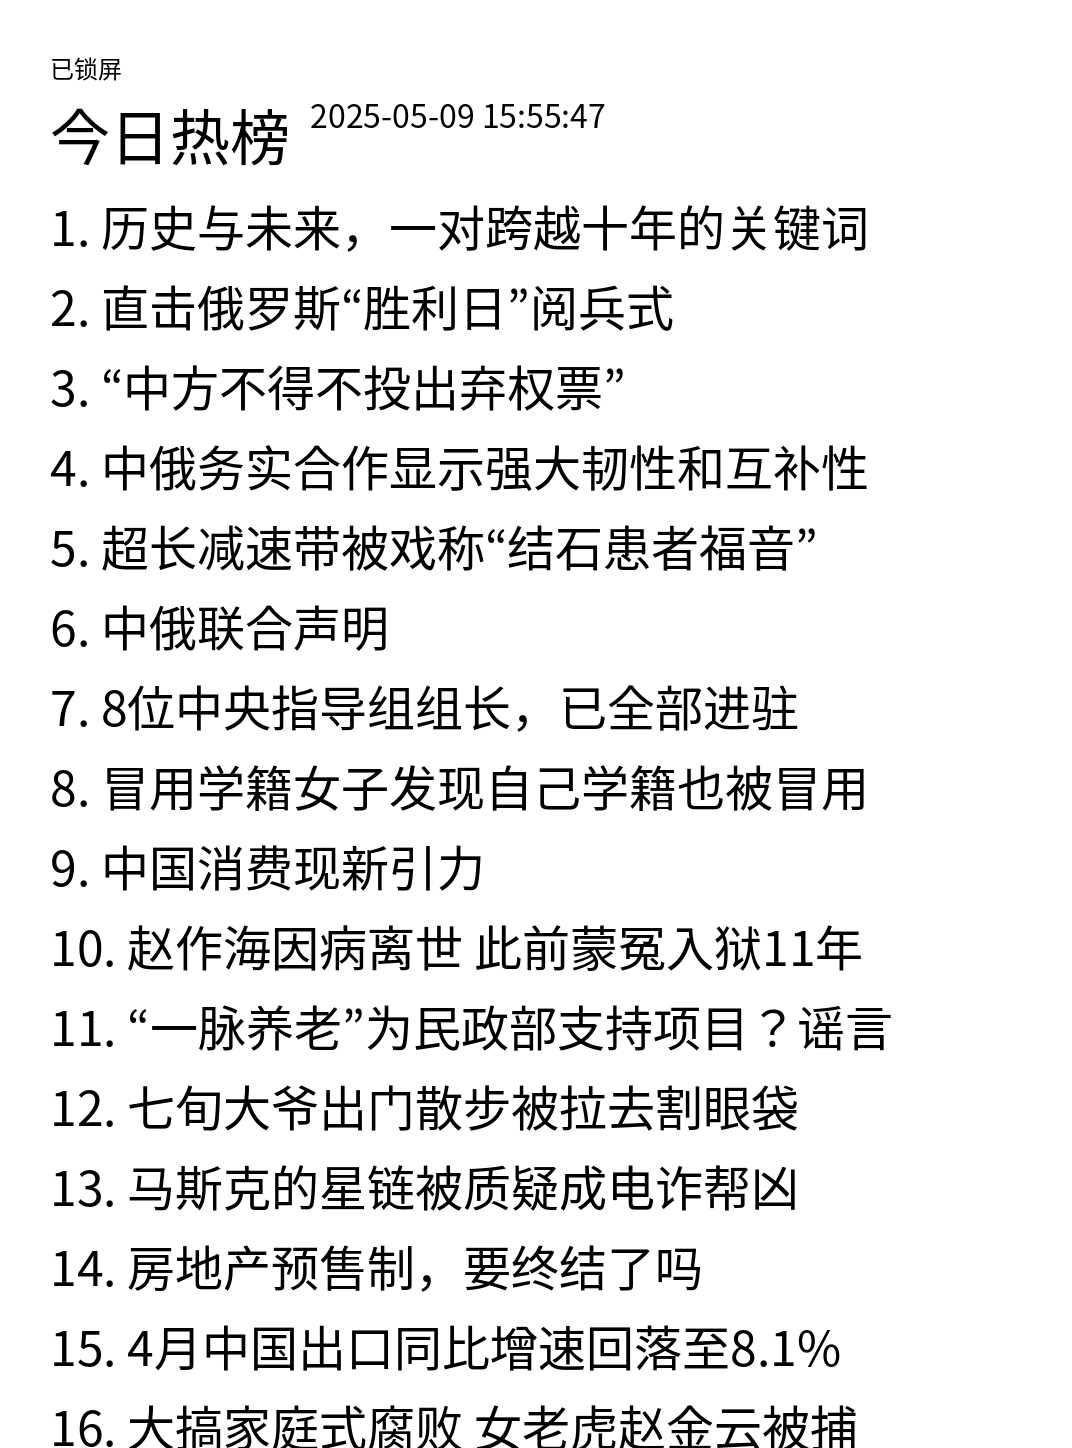 已锁屏
今日热榜 2025-05-09 15:55:47
1. 历史与未来，一对跨越十年的关键词
2. 直击俄罗斯“胜利日”阅兵式
3. “中方不得不投出弃权票”
4. 中俄务实合作显示强大韧性和互补性
5. 超长减速带被戏称“结石患者福音”
6. 中俄联合声明
7. 8位中央指导组组长，已全部进驻
8. 冒用学籍女子发现自己学籍也被冒用
9. 中国消费现新引力
10. 赵作海因病离世 此前蒙冤入狱11年
11. “一脉养老”为民政部支持项目？谣言
12. 七旬大爷出门散步被拉去割眼袋
13. 马斯克的星链被质疑成电诈帮凶
14. 房地产预售制，要终结了吗
15. 4月中国出口同比增速回落至8.1%
16. 大搞家庭式腐败 女老虎赵金云被捕